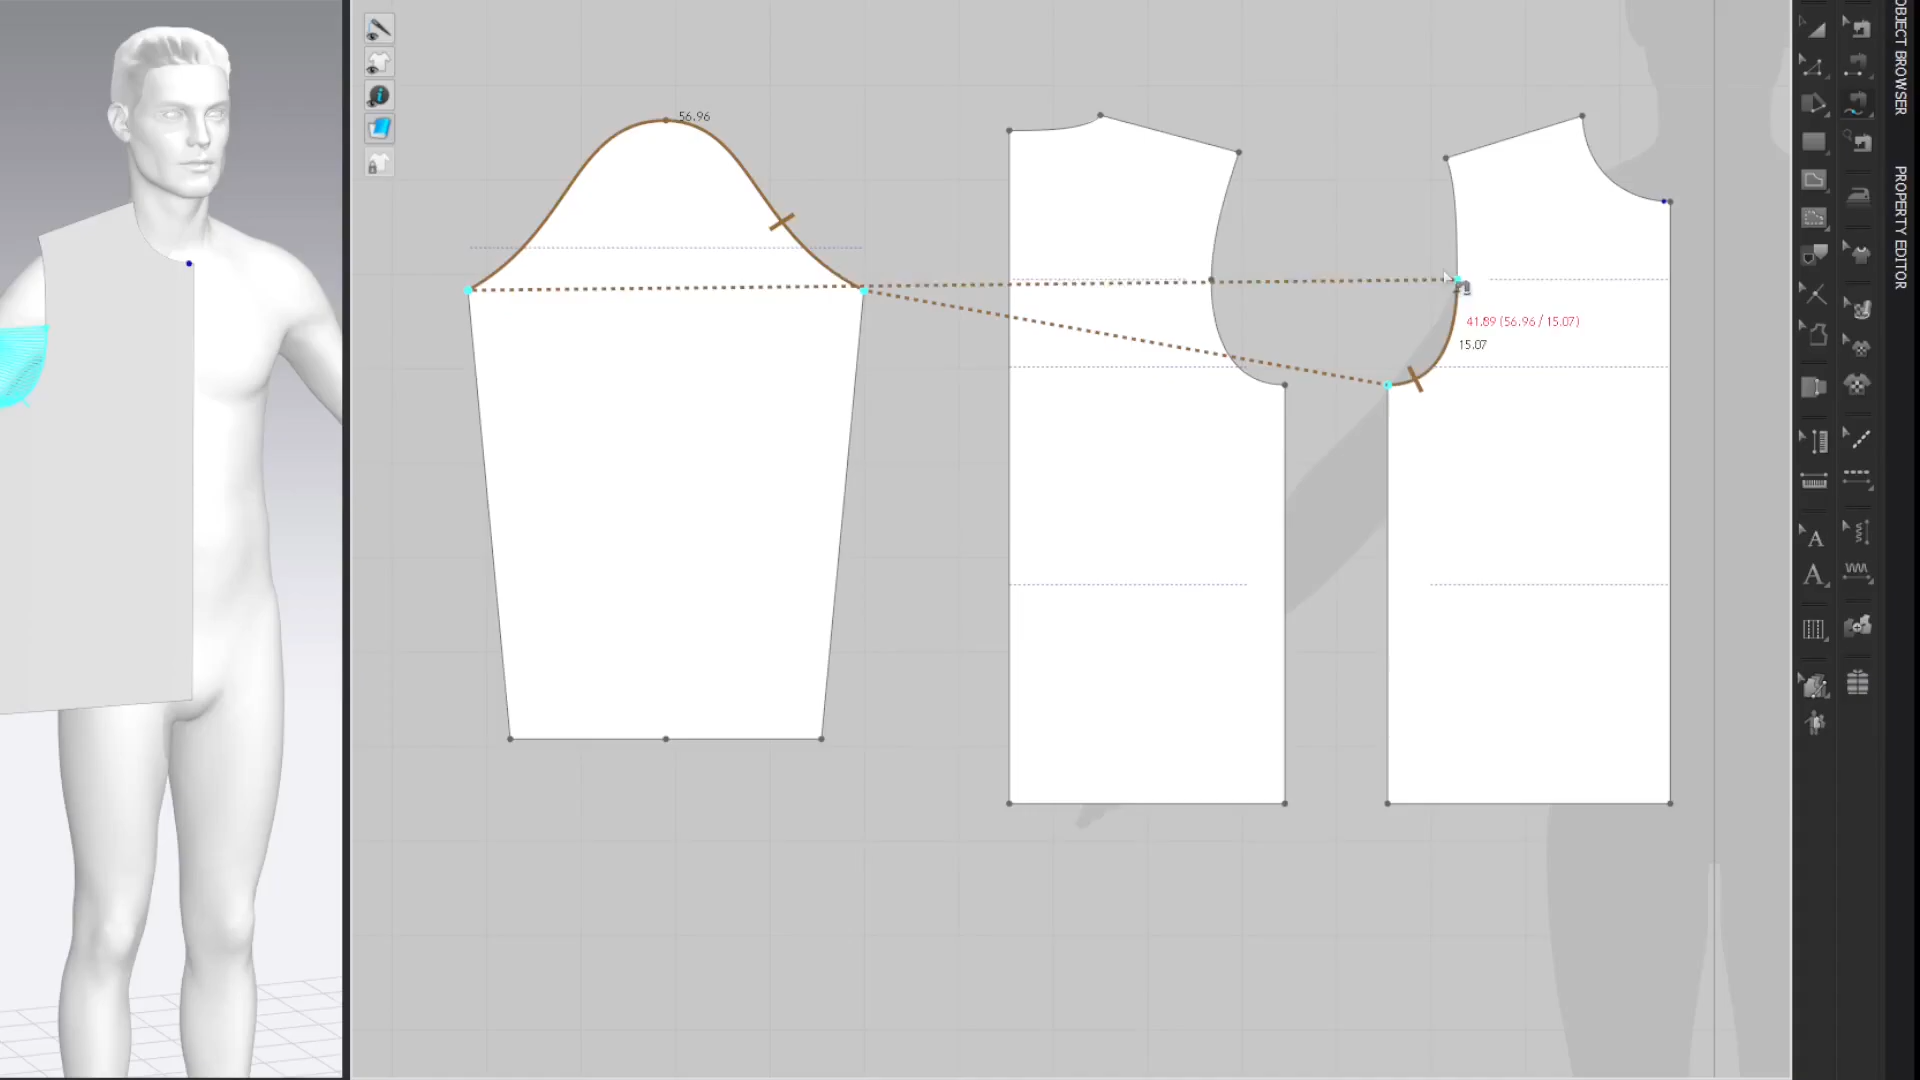 56.96
41.89 (56.96 / 15.07)
15.07
OBJECT BROWSER
PROPERTY EDITOR
A
A